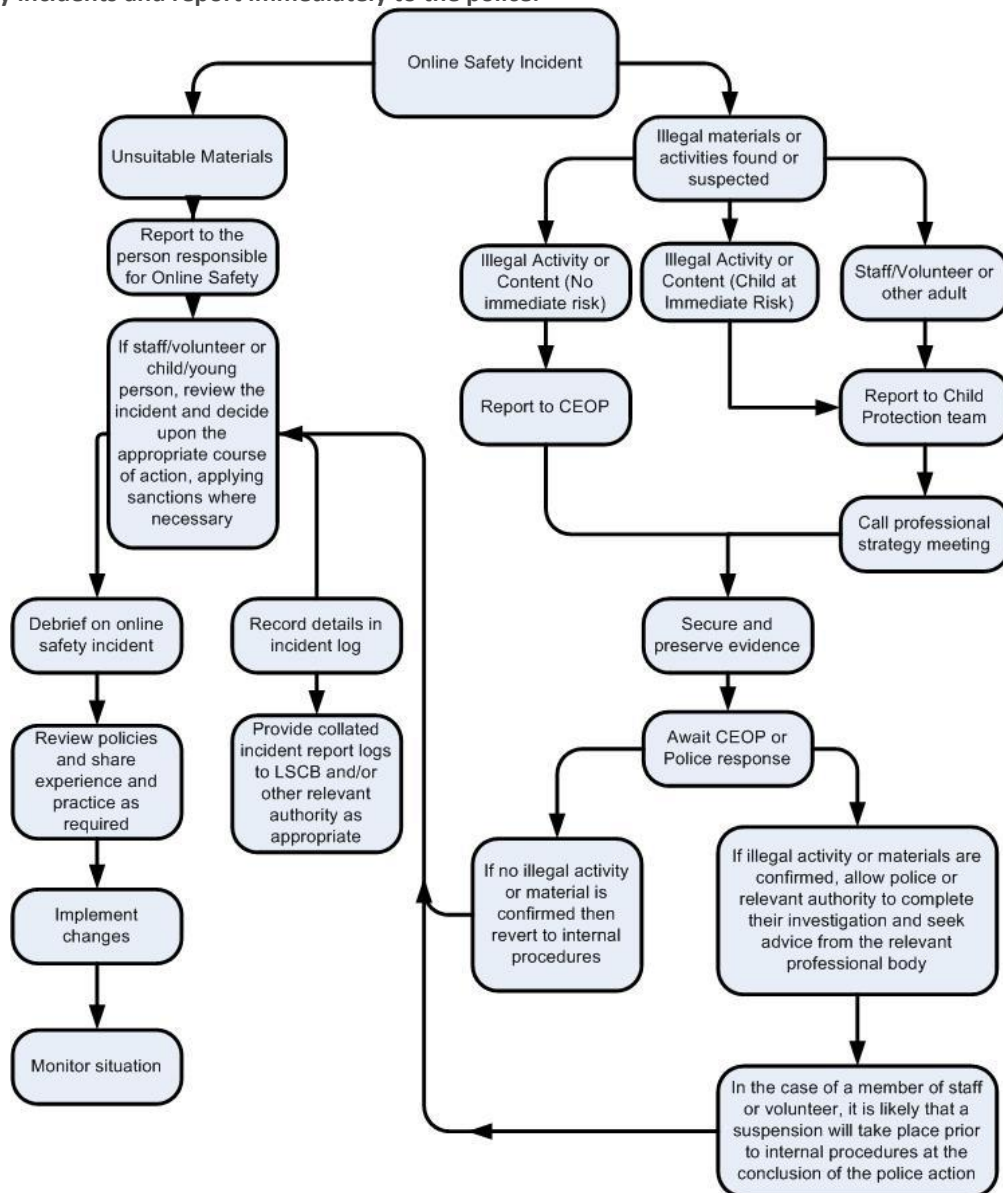 y incidents and report immediately to the police.
Online Safety Incident
Unsuitable Materials
Report to the
person responsible
for Online Safety
If staff/volunteer or
child/young
person, review the
incident and decide
upon the
appropriate course
of action, applying
sanctions where
necessary
Debrief on online
safety incident
Review policies
and share
experience and
practice as
required
Implement
changes
Monitor situation
Record details in
incident log
Provide collated
incident report logs
to LSCB and/or
other relevant
authority as
appropriate
Illegal materials or
activities found or
suspected
Illegal Activity or
Content (No
immediate risk)
Illegal Activity or
Content (Child at
Immediate Risk)
Staff/Volunteer or
other adult
Report to CEOP
Report to Child
Protection team
Call professional
strategy meeting
Secure and
preserve evidence
Await CEOP or
Police response
If no illegal activity
or material is
confirmed then
revert to internal
procedures
If illegal activity or materials are
confirmed, allow police or
relevant authority to complete
their investigation and seek
advice from the relevant
professional body
In the case of a member of staff
or volunteer, it is likely that a
suspension will take place prior
to internal procedures at the
conclusion of the police action